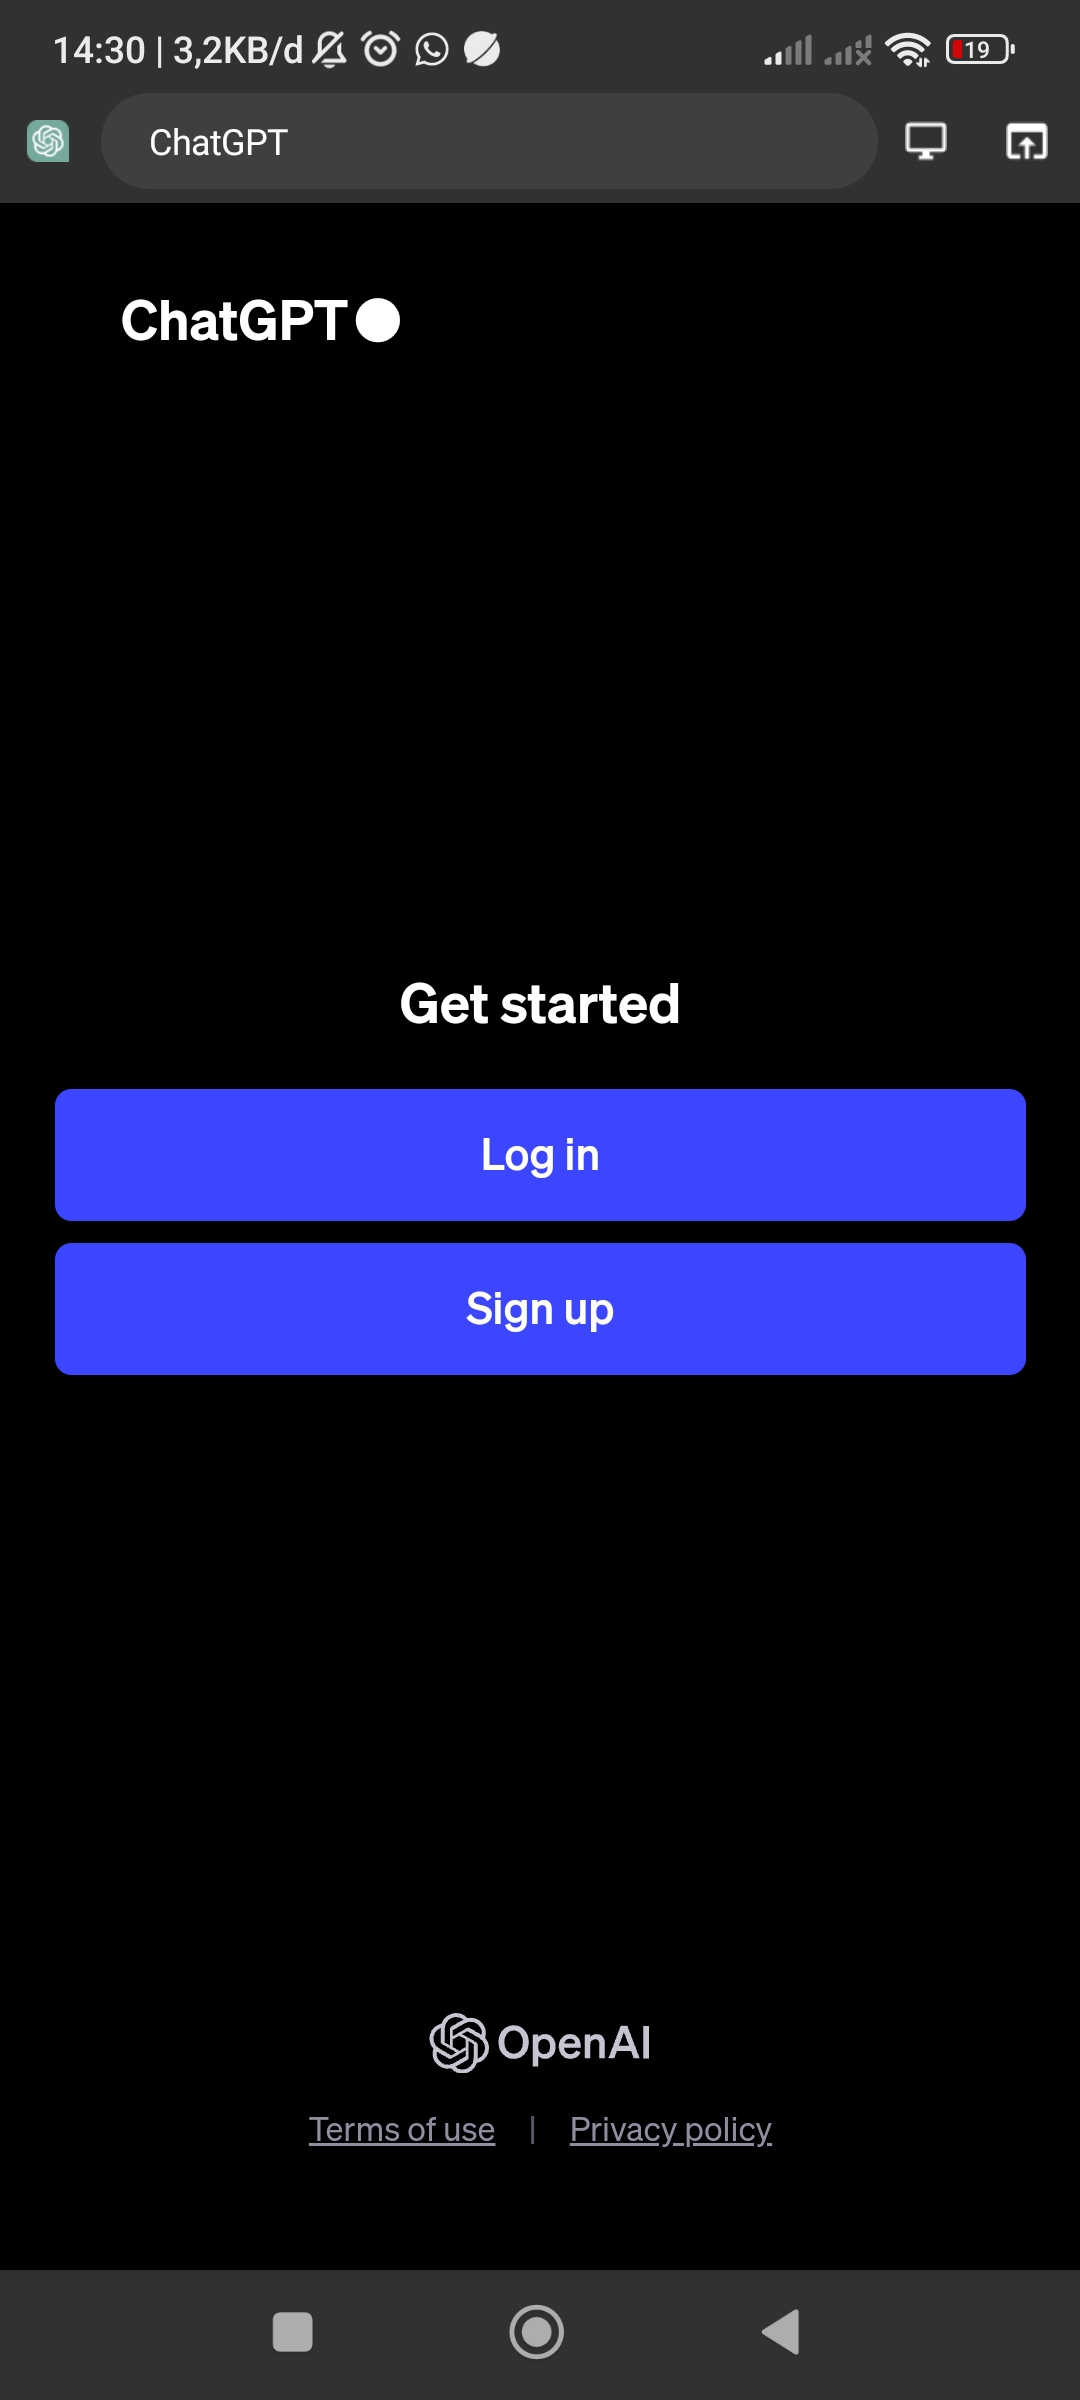 14:30 | 3,2KB/d
19
ChatGPT
ChatGPT
Get started
Log in
Sign up
OpenAI
Terms of use | Privacy policy